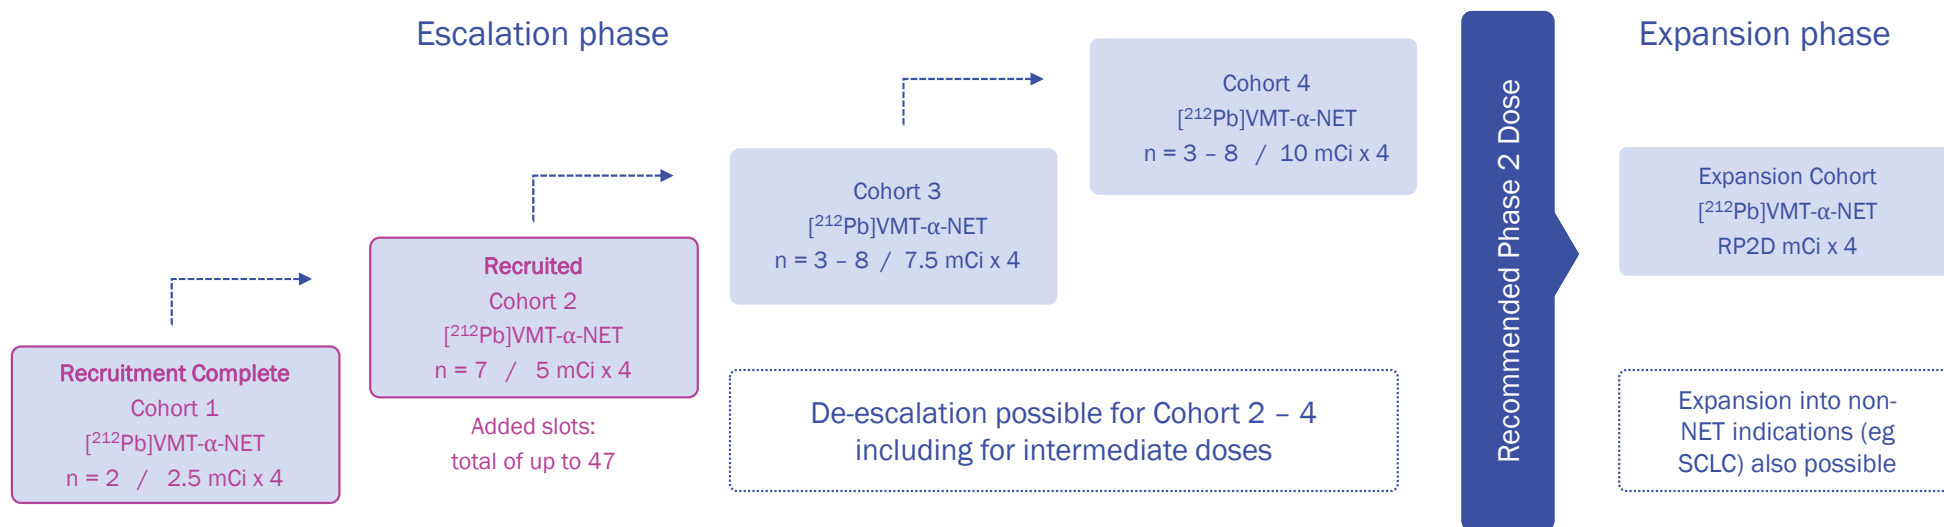 Escalation phase
Expansion phase
Recruitment Complete
Cohort 1
[²¹²Pb]VMT-α-NET
n = 2 / 2.5 mCi x 4
Recruited
Cohort 2
[²¹²Pb]VMT-α-NET
n = 7 / 5 mCi x 4
Added slots:
total of up to 47
Cohort 3
[²¹²Pb]VMT-α-NET
n = 3 – 8 / 7.5 mCi x 4
Cohort 4
[²¹²Pb]VMT-α-NET
n = 3 – 8 / 10 mCi x 4
De-escalation possible for Cohort 2 – 4
including for intermediate doses
Recommended Phase 2 Dose
Expansion Cohort
[²¹²Pb]VMT-α-NET
RP2D mCi x 4
Expansion into non-
NET indications (eg
SCLC) also possible